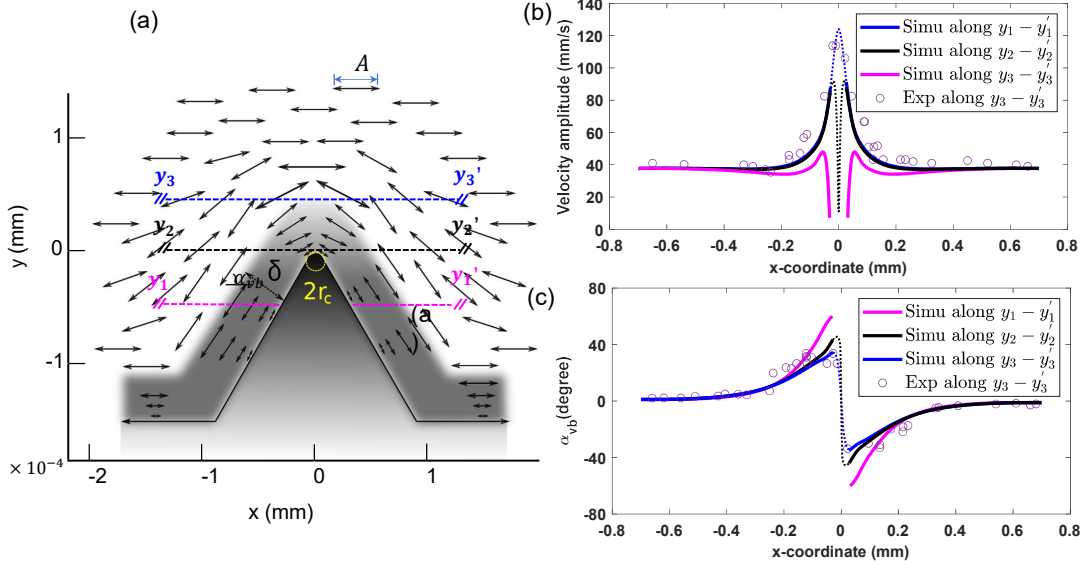 (a)
A
y₃ y₃'
y₂ y₂'
y₁ y₁'
α_vb δ
2r_c
(a
)
y (mm)
1
0
-1
× 10⁻⁴
-2 -1 0 1
x (mm)
(b)
Velocity amplitude (mm/s)
140
120
100
80
60
40
20
0
-0.8 -0.6 -0.4 -0.2 0 0.2 0.4 0.6 0.8
x-coordinate (mm)
Simu along y₁ − y₁'
Simu along y₂ − y₂'
Simu along y₃ − y₃'
Exp along y₃ − y₃'
(c)
α_vb(degree)
80
40
0
-40
-80
-0.8 -0.6 -0.4 -0.2 0 0.2 0.4 0.6 0.8
x-coordinate (mm)
Simu along y₁ − y₁'
Simu along y₂ − y₂'
Simu along y₃ − y₃'
Exp along y₃ − y₃'